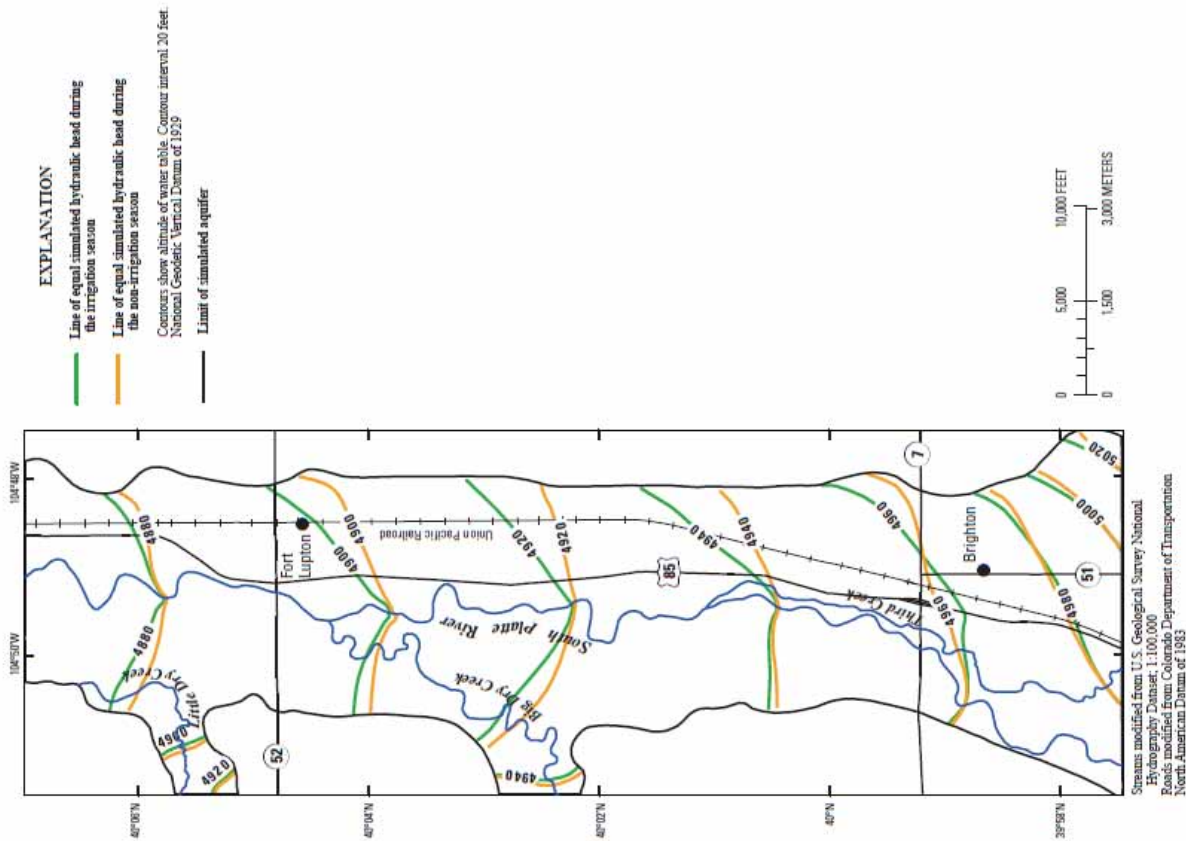 EXPLANATION
Line of equal simulated hydraulic head during
the irrigation season
Line of equal simulated hydraulic head during
the non-irrigation season
Contours show altitude of water table. Contour interval 20 feet.
National Geodetic Vertical Datum of 1929
Limit of simulated aquifer
104°50'W
104°48'W
40°06'N
40°04'N
40°02'N
40°N
39°58'N
4880
4880
Little Dry Creek
4900
4920
52
Fort
Lupton
4900
4900
Union Pacific Railroad
4920
4920
South Platte River
Big Dry Creek
4940
85
4940
4940
Third Creek
4960
4960
7
Brighton
51
4980
5000
5020
0 5,000 10,000 FEET
0 1,500 3,000 METERS
Streams modified from U.S. Geological Survey National
Hydrography Dataset; 1:100,000
Roads modified from Colorado Department of Transportation
North American Datum of 1983